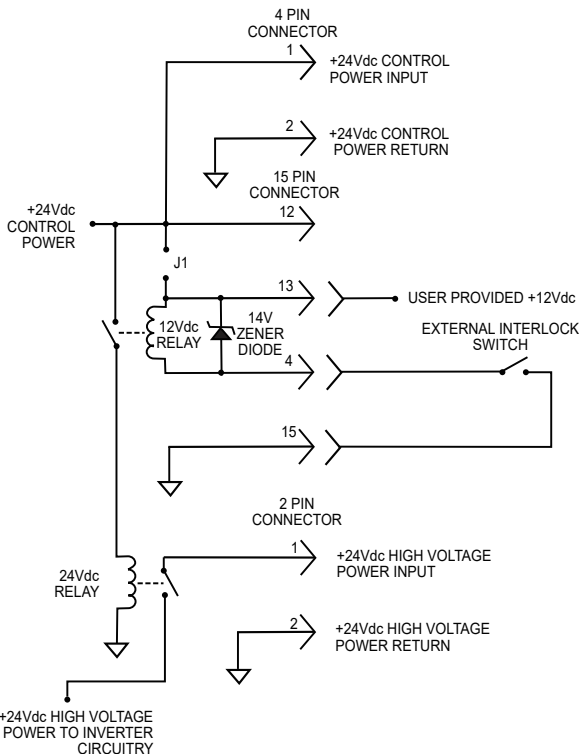 4 PIN
CONNECTOR
1
+24Vdc CONTROL
POWER INPUT
2
+24Vdc CONTROL
POWER RETURN
15 PIN
CONNECTOR
+24Vdc
CONTROL
POWER
12
J1
13
USER PROVIDED +12Vdc
12Vdc
RELAY
14V
ZENER
DIODE
EXTERNAL INTERLOCK
SWITCH
4
15
2 PIN
CONNECTOR
1
+24Vdc HIGH VOLTAGE
POWER INPUT
24Vdc
RELAY
2
+24Vdc HIGH VOLTAGE
POWER RETURN
+24Vdc HIGH VOLTAGE
POWER TO INVERTER
CIRCUITRY